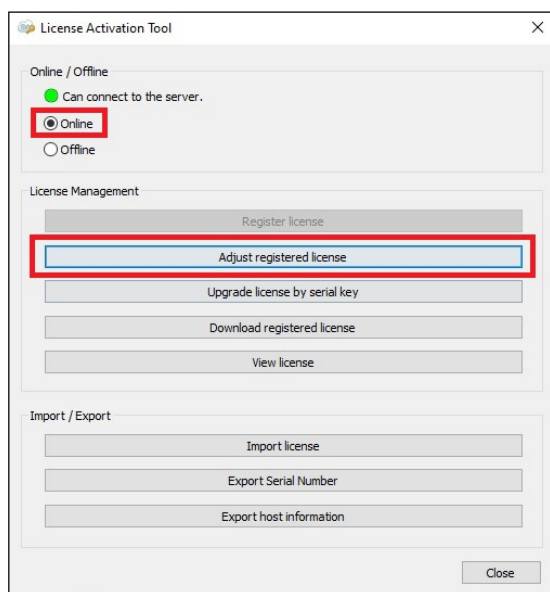 License Activation Tool
Online / Offline
Can connect to the server.
Online
Offline
License Management
Register license
Adjust registered license
Upgrade license by serial key
Download registered license
View license
Import / Export
Import license
Export Serial Number
Export host information
Close